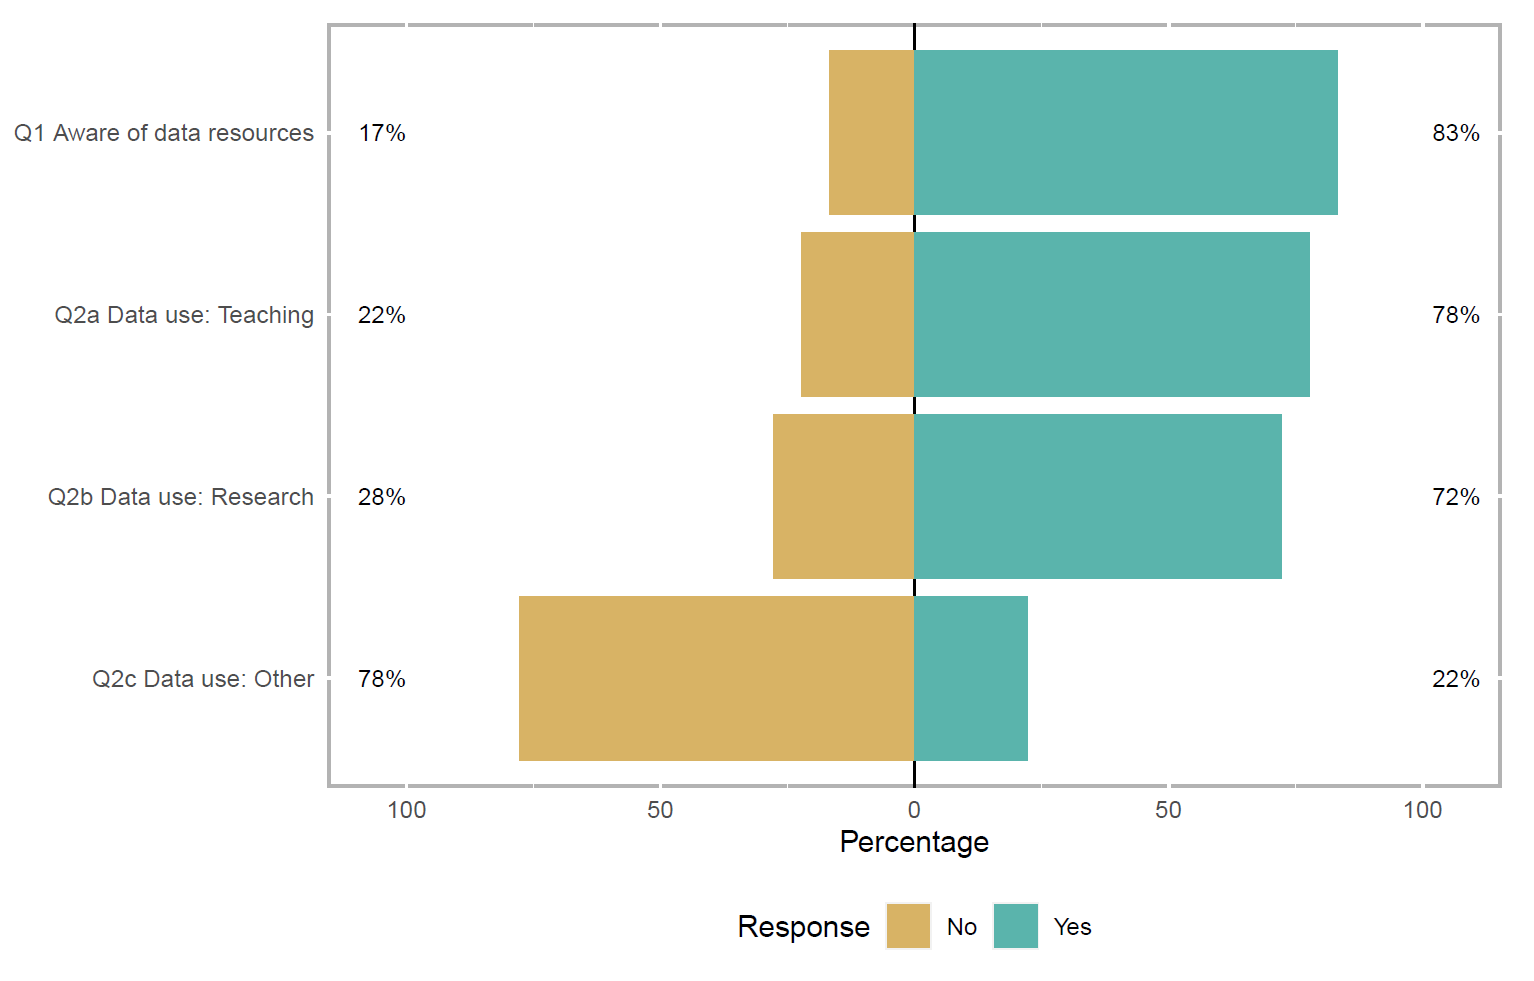 Q1 Aware of data resources 17% 83%
Q2a Data use: Teaching 22% 78%
Q2b Data use: Research 28% 72%
Q2c Data use: Other 78% 22%
100 50 0 50 100
Percentage
Response No Yes